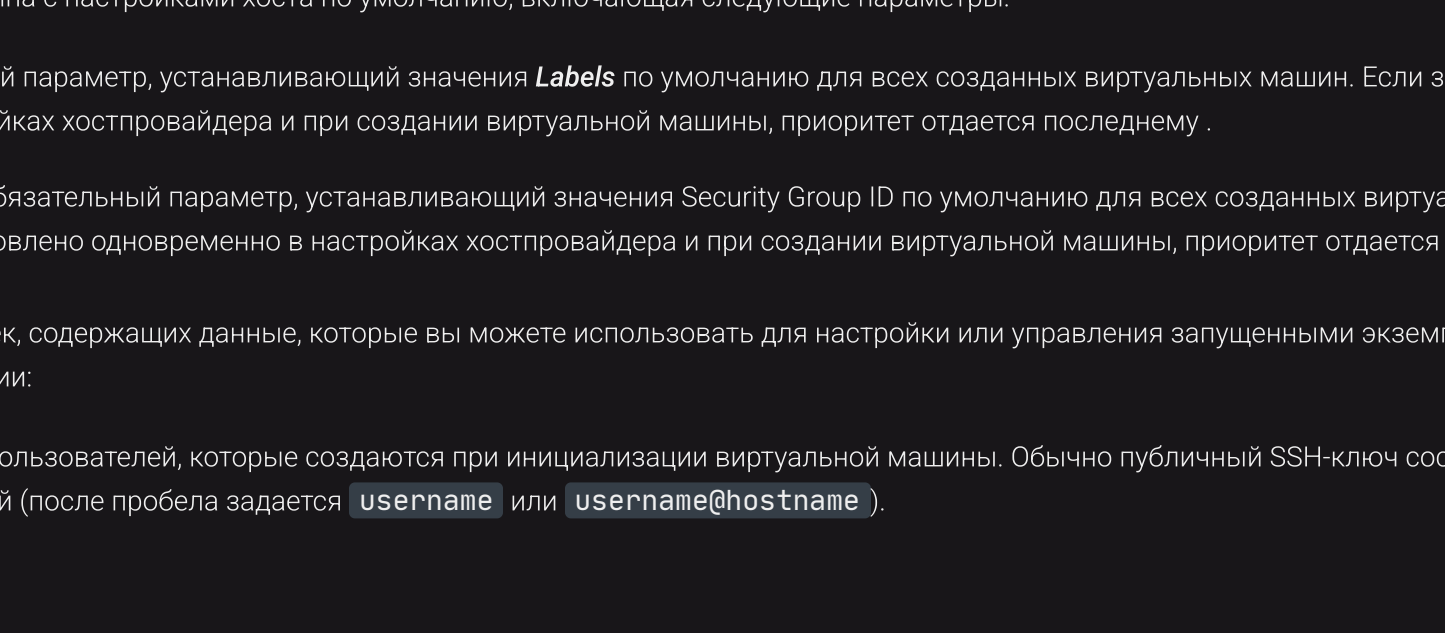 с настройками хоста по умолчанию, включающая следующие параметры:
й параметр, устанавливающий значения Labels по умолчанию для всех созданных виртуальных машин. Если з
йках хостпровайдера и при создании виртуальной машины, приоритет отдается последнему .
бязательный параметр, устанавливающий значения Security Group ID по умолчанию для всех созданных вирту
овлено одновременно в настройках хостпровайдера и при создании виртуальной машины, приоритет отдается
ек, содержащих данные, которые вы можете использовать для настройки или управления запущенными экзем
ии:
ользователей, которые создаются при инициализации виртуальной машины. Обычно публичный SSH-ключ сос
й (после пробела задается username или username@hostname ).